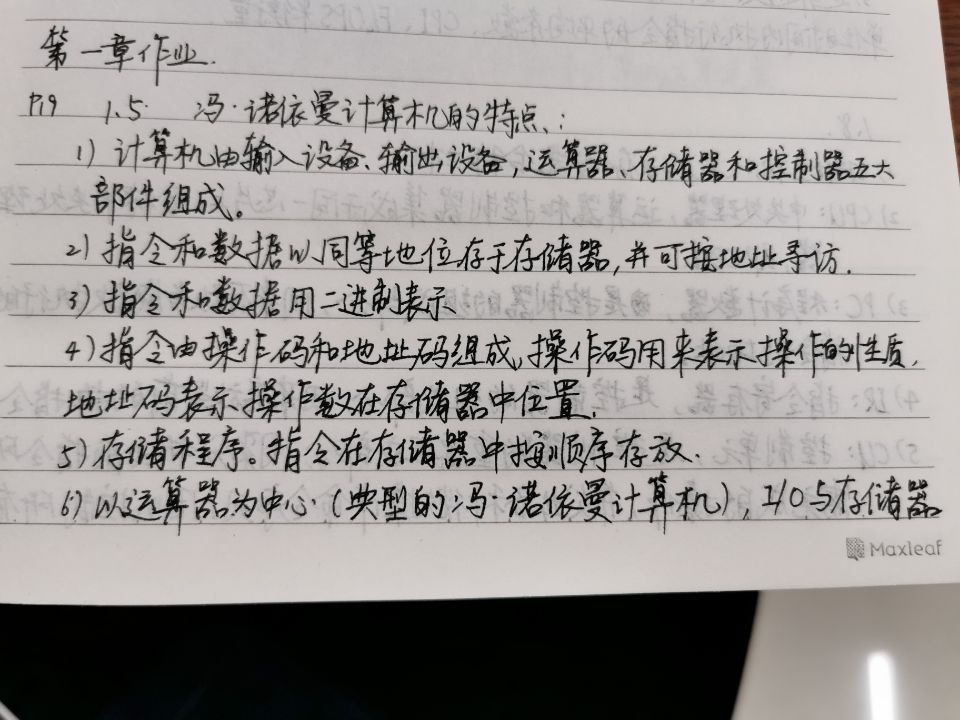 第一章作业.
P19 1.5. 冯·诺依曼计算机的特点:
1) 计算机由输入设备、输出设备,运算器、存储器和控制器五大
部件组成。
2) 指令和数据以同等地位存于存储器,并可按地址寻访.
3) 指令和数据用二进制表示
4) 指令由操作码和地址码组成,操作码用来表示操作的性质,
地址码表示操作数在存储器中位置.
5) 存储程序。指令在存储器中按顺序存放.
6) 以运算器为中心(典型的冯·诺依曼计算机),I/O与存储器
Maxleaf